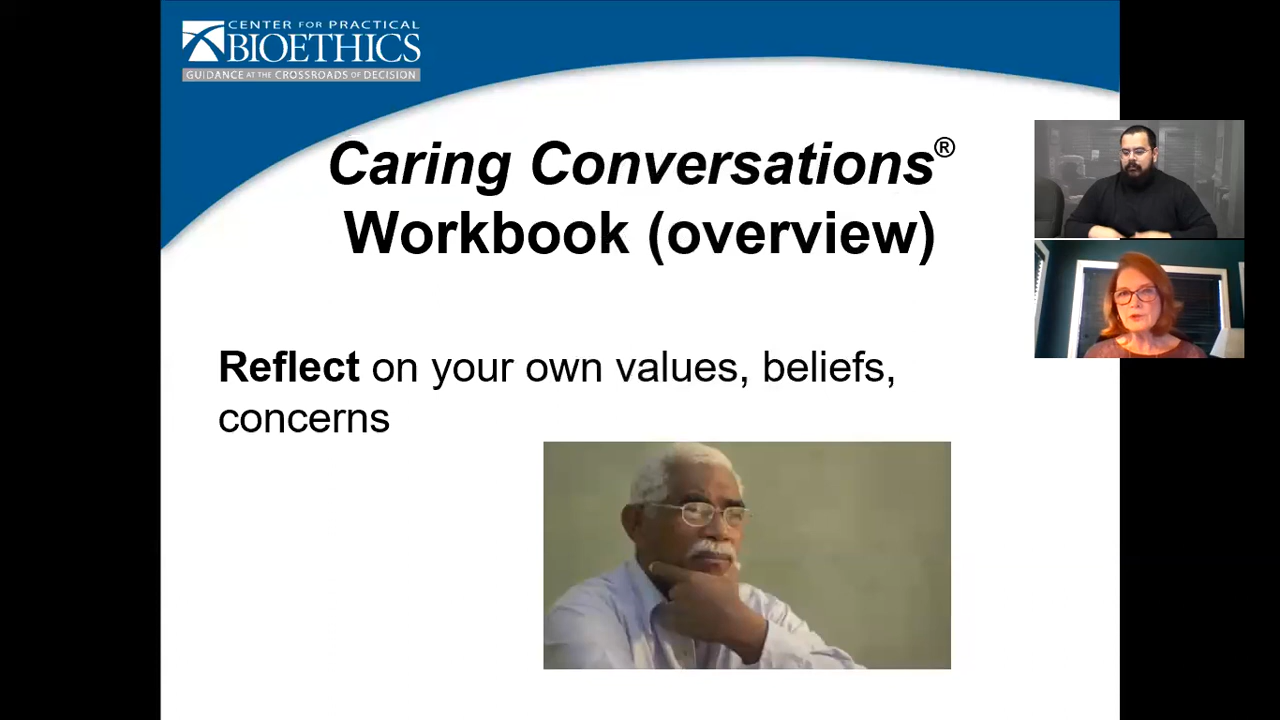 CENTER FOR PRACTICAL
BIOETHICS
GUIDANCE AT THE CROSSROADS OF DECISION
Caring Conversations®
Workbook (overview)
Reflect on your own values, beliefs,
concerns